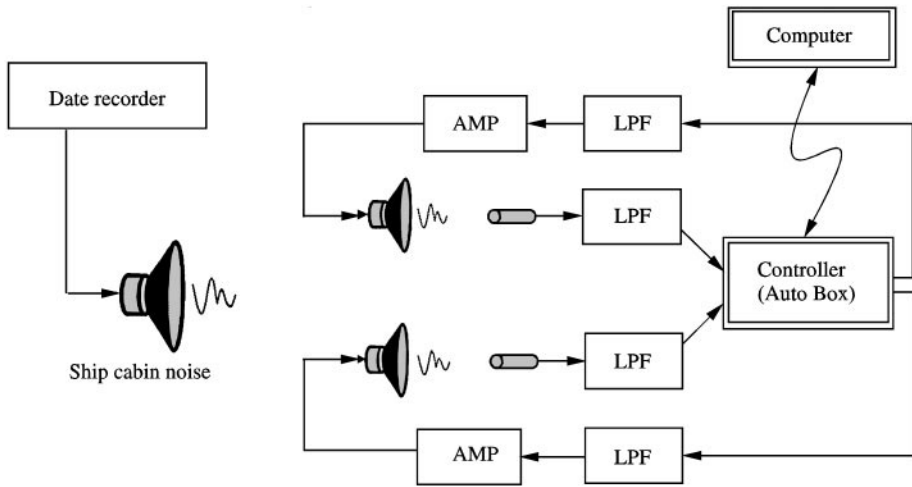 Computer
Date recorder
AMP
LPF
LPF
Controller
(Auto Box)
LPF
Ship cabin noise
AMP
LPF